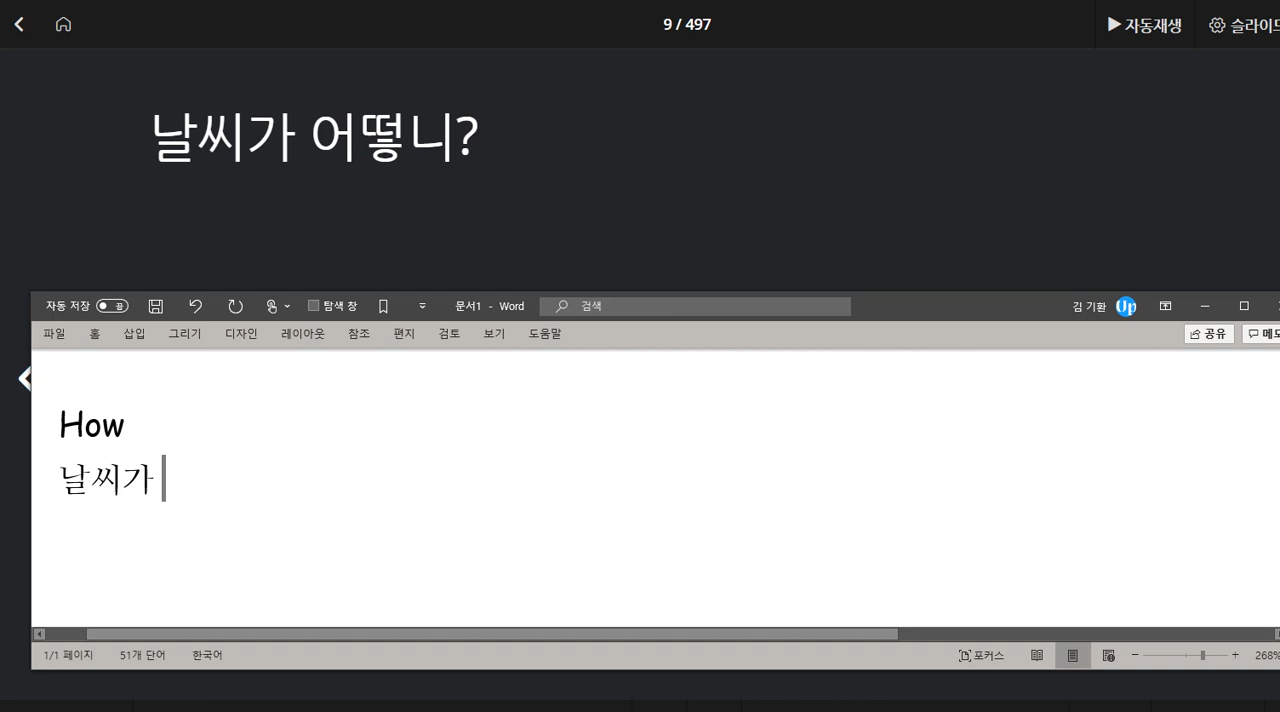 9 / 497
자동재생
슬라이드
날씨가 어떻니?
자동 저장 끔
탐색 창
문서1 - Word
검색
김 기환
Up
파일 홈 삽입 그리기 디자인 레이아웃 참조 편지 검토 보기 도움말
공유
메모
How
날씨가
1/1 페이지 51개 단어 한국어
포커스
268%